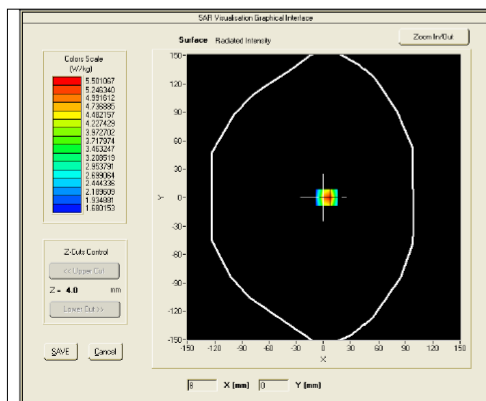 SAR Visualisation Graphical Interface
Surface Radiated Intensity
Zoom In/Out
Colors Scale
(W/kg)
5.501067
5.246340
4.991612
4.736885
4.482157
4.227429
3.972702
3.717974
3.463247
3.208519
2.953791
2.699064
2.444336
2.189609
1.934881
1.680153
Z-Cuts Control
<< Upper Cut
Z = 4.0 mm
Lower Cut >>
SAVE
Cancel
150
120
90
60
30
Y
0
-30
-60
-90
-120
-150
-150 -120 -90 -60 -30 0 30 60 90 120 150
X
8 X (mm) 0 Y (mm)